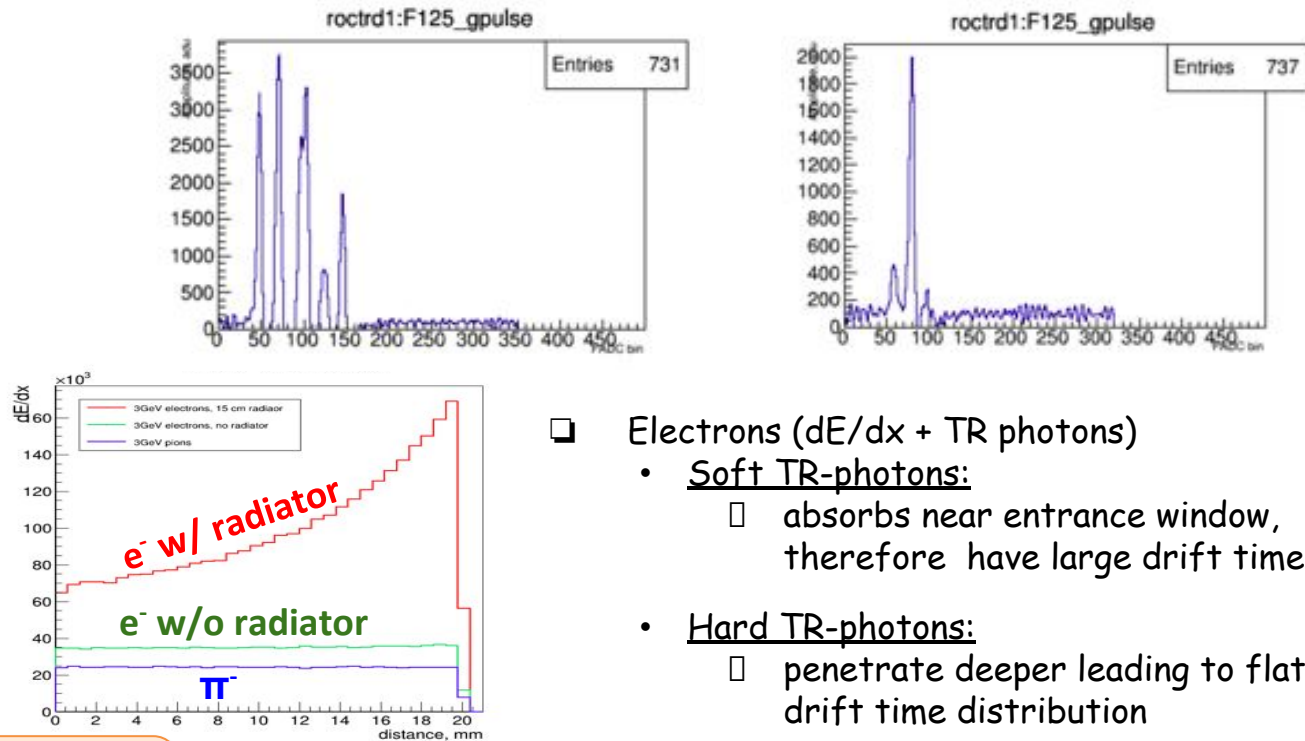 roctrd1:F125_gpulse
Entries 731
3500
3000
2500
2000
1500
1000
500
0
0 50 100 150 200 250 300 350 400 450
FADC bin
roctrd1:F125_gpulse
Entries 737
1600
1400
1200
1000
800
600
400
200
0
0 50 100 150 200 250 300 350 400 450
FADC bin
×10³
dE/dx
3GeV electrons, 15 cm radiaor
3GeV electrons, no radiator
3GeV pions
160
140
120
100
80
60
40
20
0
e⁻ w/ radiator
e⁻ w/o radiator
π⁻
0 2 4 6 8 10 12 14 16 18 20
distance, mm
❑ Electrons (dE/dx + TR photons)
• Soft TR-photons:
absorbs near entrance window,
therefore have large drift time
• Hard TR-photons:
penetrate deeper leading to flat
drift time distribution